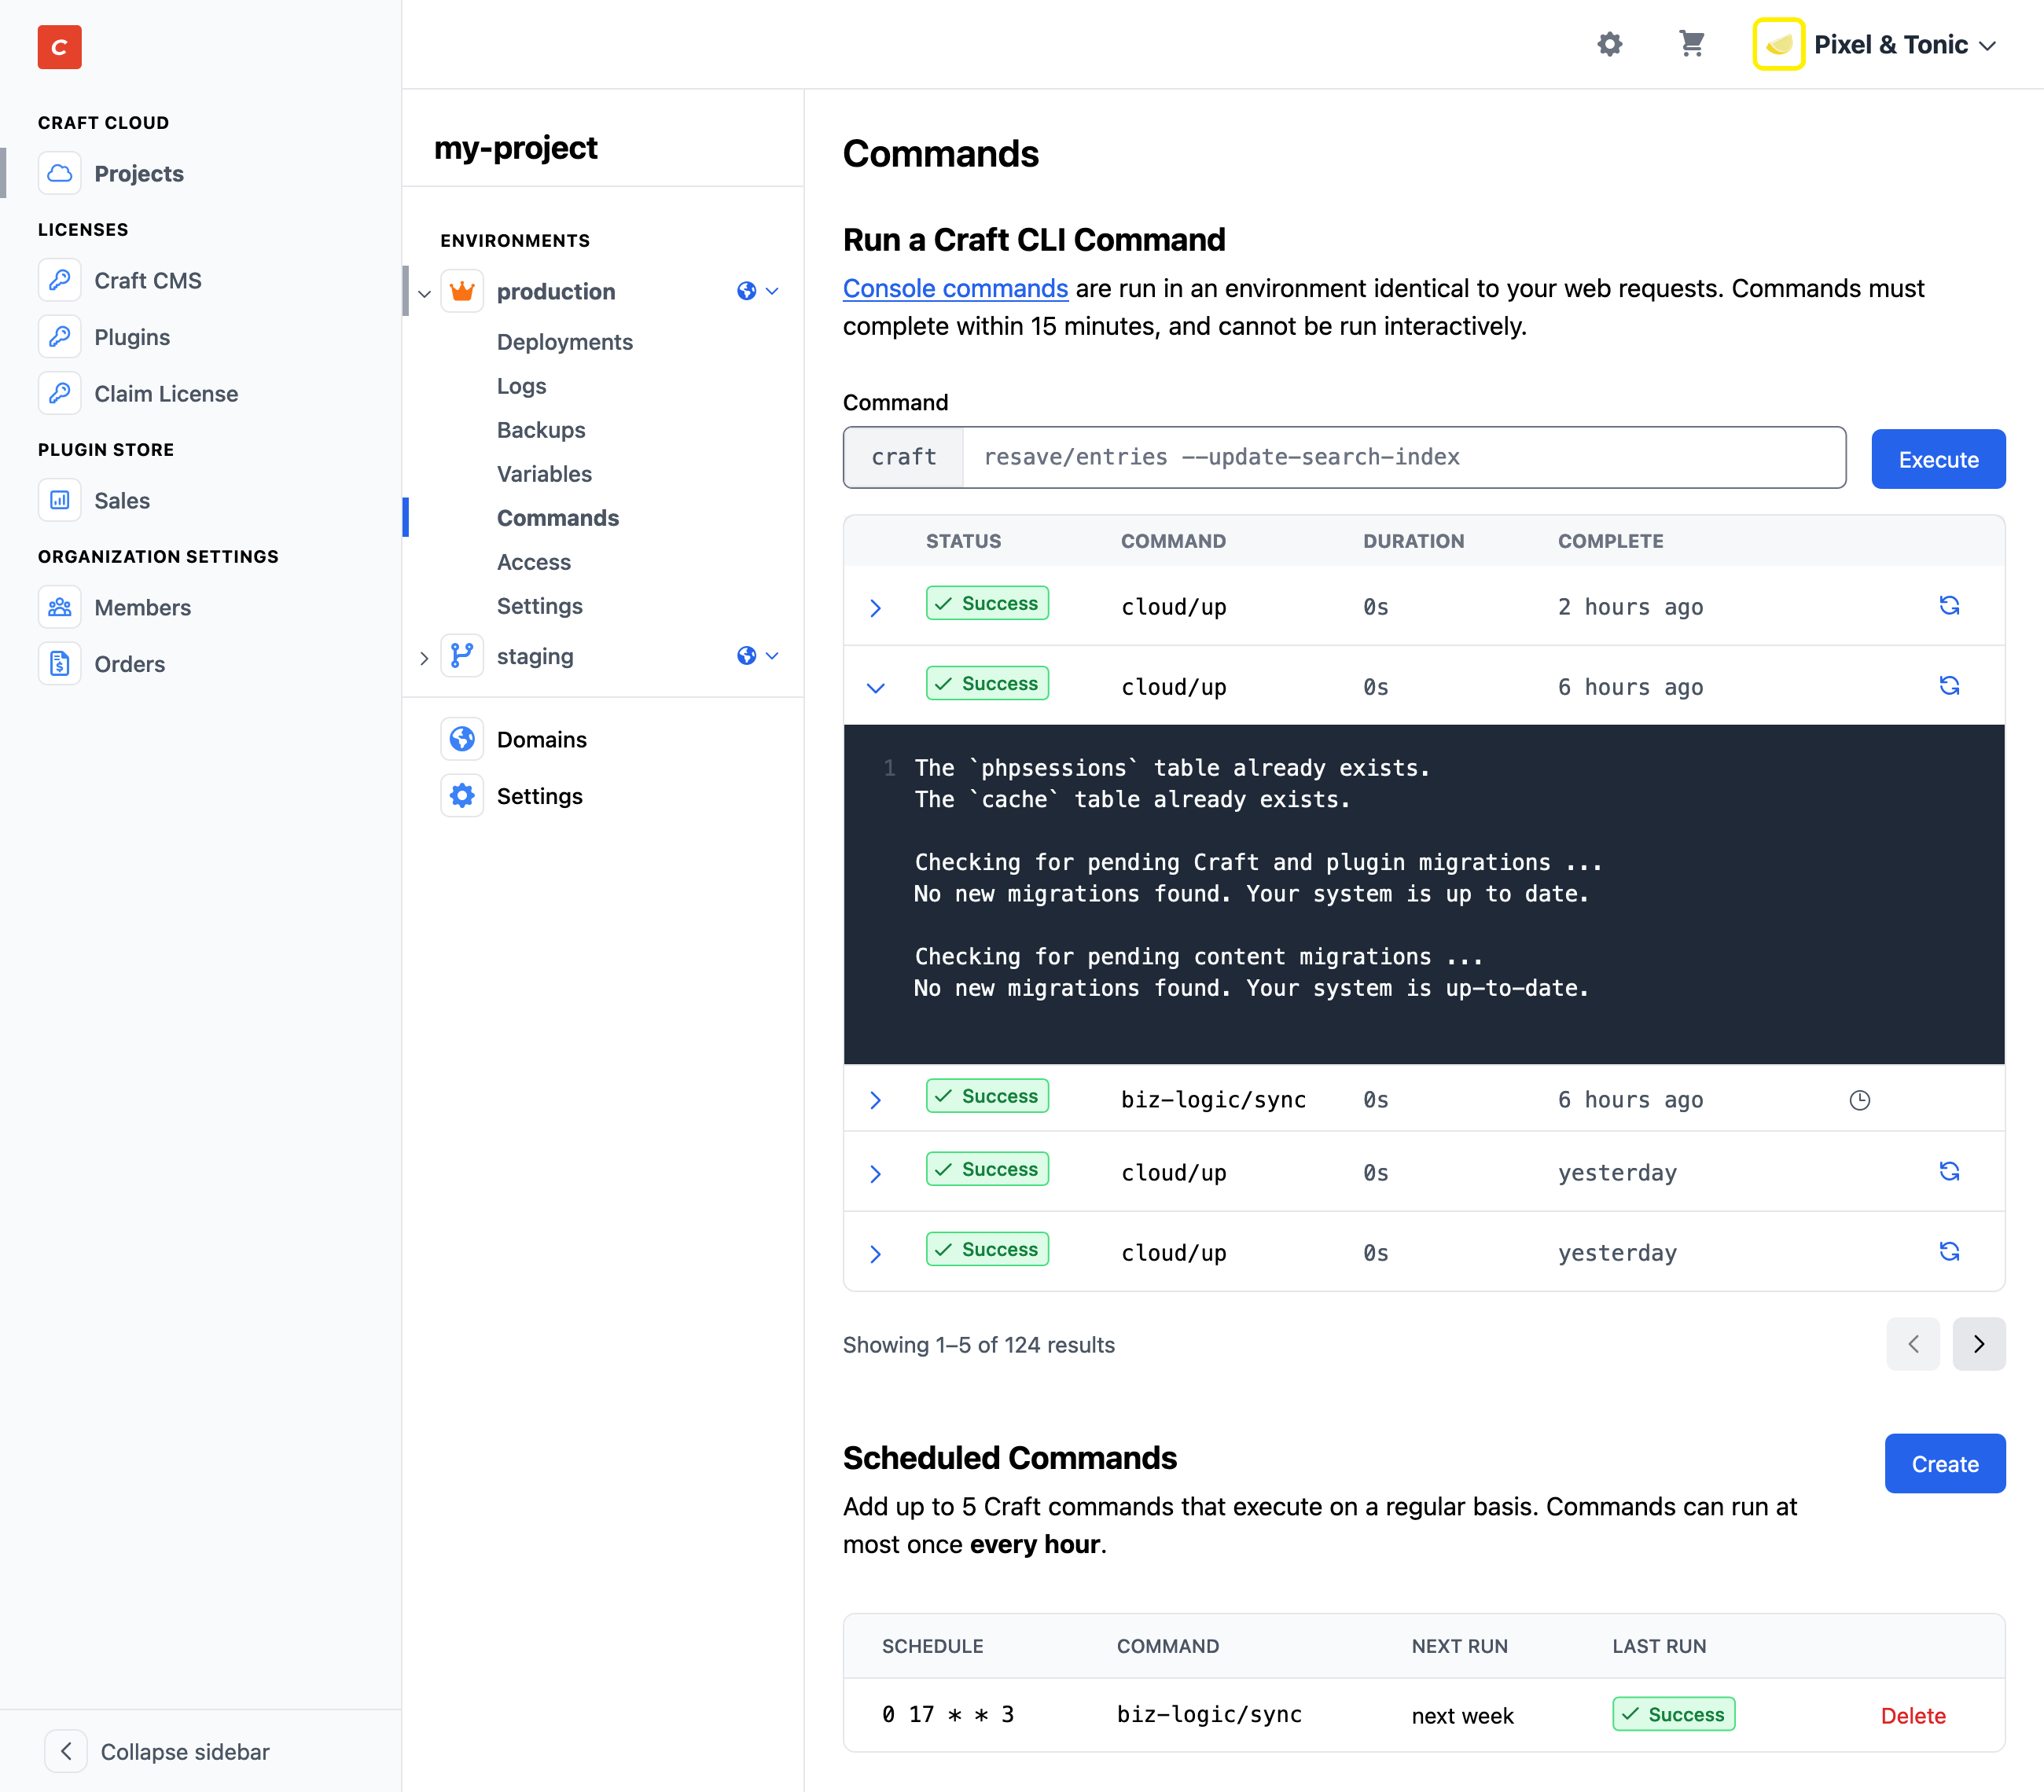 C
Pixel & Tonic
CRAFT CLOUD
Projects
LICENSES
Craft CMS
Plugins
Claim License
PLUGIN STORE
Sales
ORGANIZATION SETTINGS
Members
Orders
Collapse sidebar
my-project
ENVIRONMENTS
production
Deployments
Logs
Backups
Variables
Commands
Access
Settings
staging
Domains
Settings
Commands
Run a Craft CLI Command
Console commands are run in an environment identical to your web requests. Commands must
complete within 15 minutes, and cannot be run interactively.
Command
craft resave/entries --update-search-index
Execute
STATUS COMMAND DURATION COMPLETE
Success cloud/up 0s 2 hours ago
Success cloud/up 0s 6 hours ago
1 The `phpsessions` table already exists.
The `cache` table already exists.
Checking for pending Craft and plugin migrations ...
No new migrations found. Your system is up to date.
Checking for pending content migrations ...
No new migrations found. Your system is up-to-date.
Success biz-logic/sync 0s 6 hours ago
Success cloud/up 0s yesterday
Success cloud/up 0s yesterday
Showing 1–5 of 124 results
Scheduled Commands
Create
Add up to 5 Craft commands that execute on a regular basis. Commands can run at
most once every hour.
SCHEDULE COMMAND NEXT RUN LAST RUN
0 17 * * 3 biz-logic/sync next week Success Delete